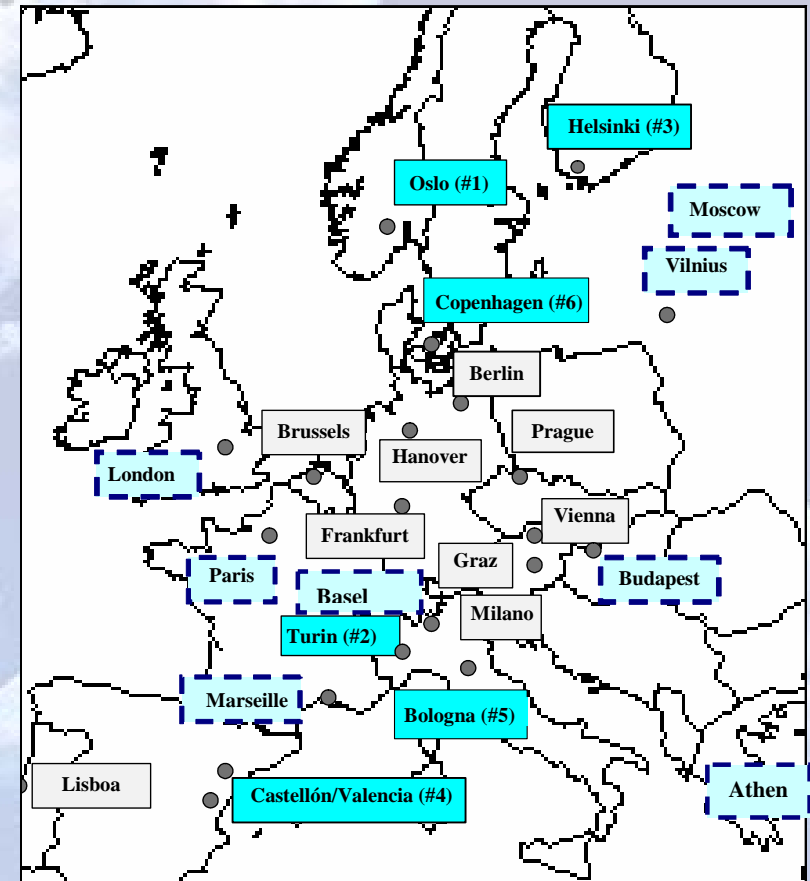 Helsinki (#3)
Oslo (#1)
Moscow
Vilnius
Copenhagen (#6)
Berlin
Brussels
Prague
Hanover
London
Vienna
Frankfurt
Graz
Paris
Budapest
Basel
Milano
Turin (#2)
Marseille
Bologna (#5)
Lisboa
Castellón/Valencia (#4)
Athen